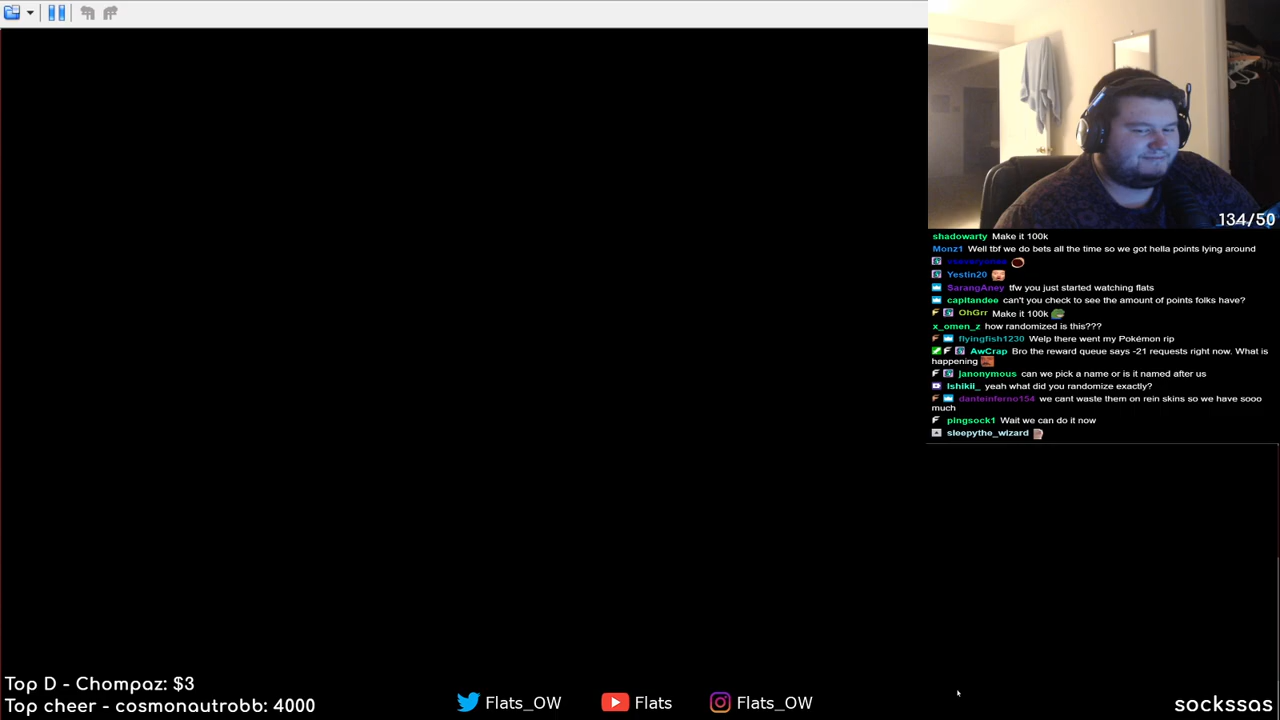 134/50
shadowarty Make it 100k
Monz1 Well tbf we do bets all the time so we got hella points lying around
Yestin20
SarangAney tfw you just started watching flats
capitandee can't you check to see the amount of points folks have?
OhGrr Make it 100k
x_omen_z how randomized is this???
flyingfish1230 Welp there went my Pokémon rip
AwCrap Bro the reward queue says -21 requests right now. What is
happening
janonymous can we pick a name or is it named after us
Ishikii_ yeah what did you randomize exactly?
danteinferno154 we cant waste them on rein skins so we have sooo
much
pingsock1 Wait we can do it now
sleepythe_wizard
Top D - Chompaz: $3
Top cheer - cosmonautrobb: 4000
Flats_OW
Flats
Flats_OW
sockssas